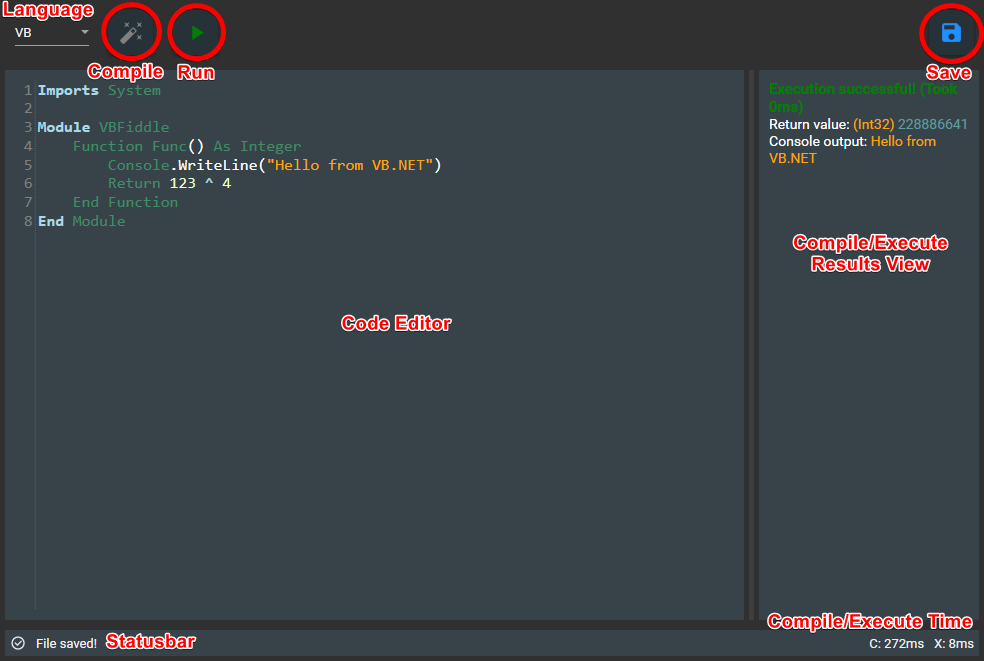 Language
VB
Compile
Run
Save
1 Imports System
2
3 Module VBFiddle
4     Function Func() As Integer
5         Console.WriteLine("Hello from VB.NET")
6         Return 123 ^ 4
7     End Function
8 End Module
Code Editor
Execution successful! (Took
0ms)
Return value: (Int32) 228886641
Console output: Hello from
VB.NET
Compile/Execute
Results View
Compile/Execute Time
File saved! Statusbar
C: 272ms X: 8ms